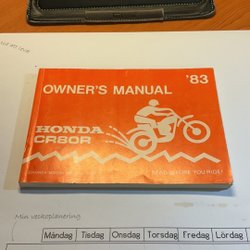 '83
OWNER'S MANUAL
HONDA
CR80R
READ BEFORE YOU RIDE!
Min veckoplanering
Måndag Tisdag Onsdag Torsdag Fredag Lördag